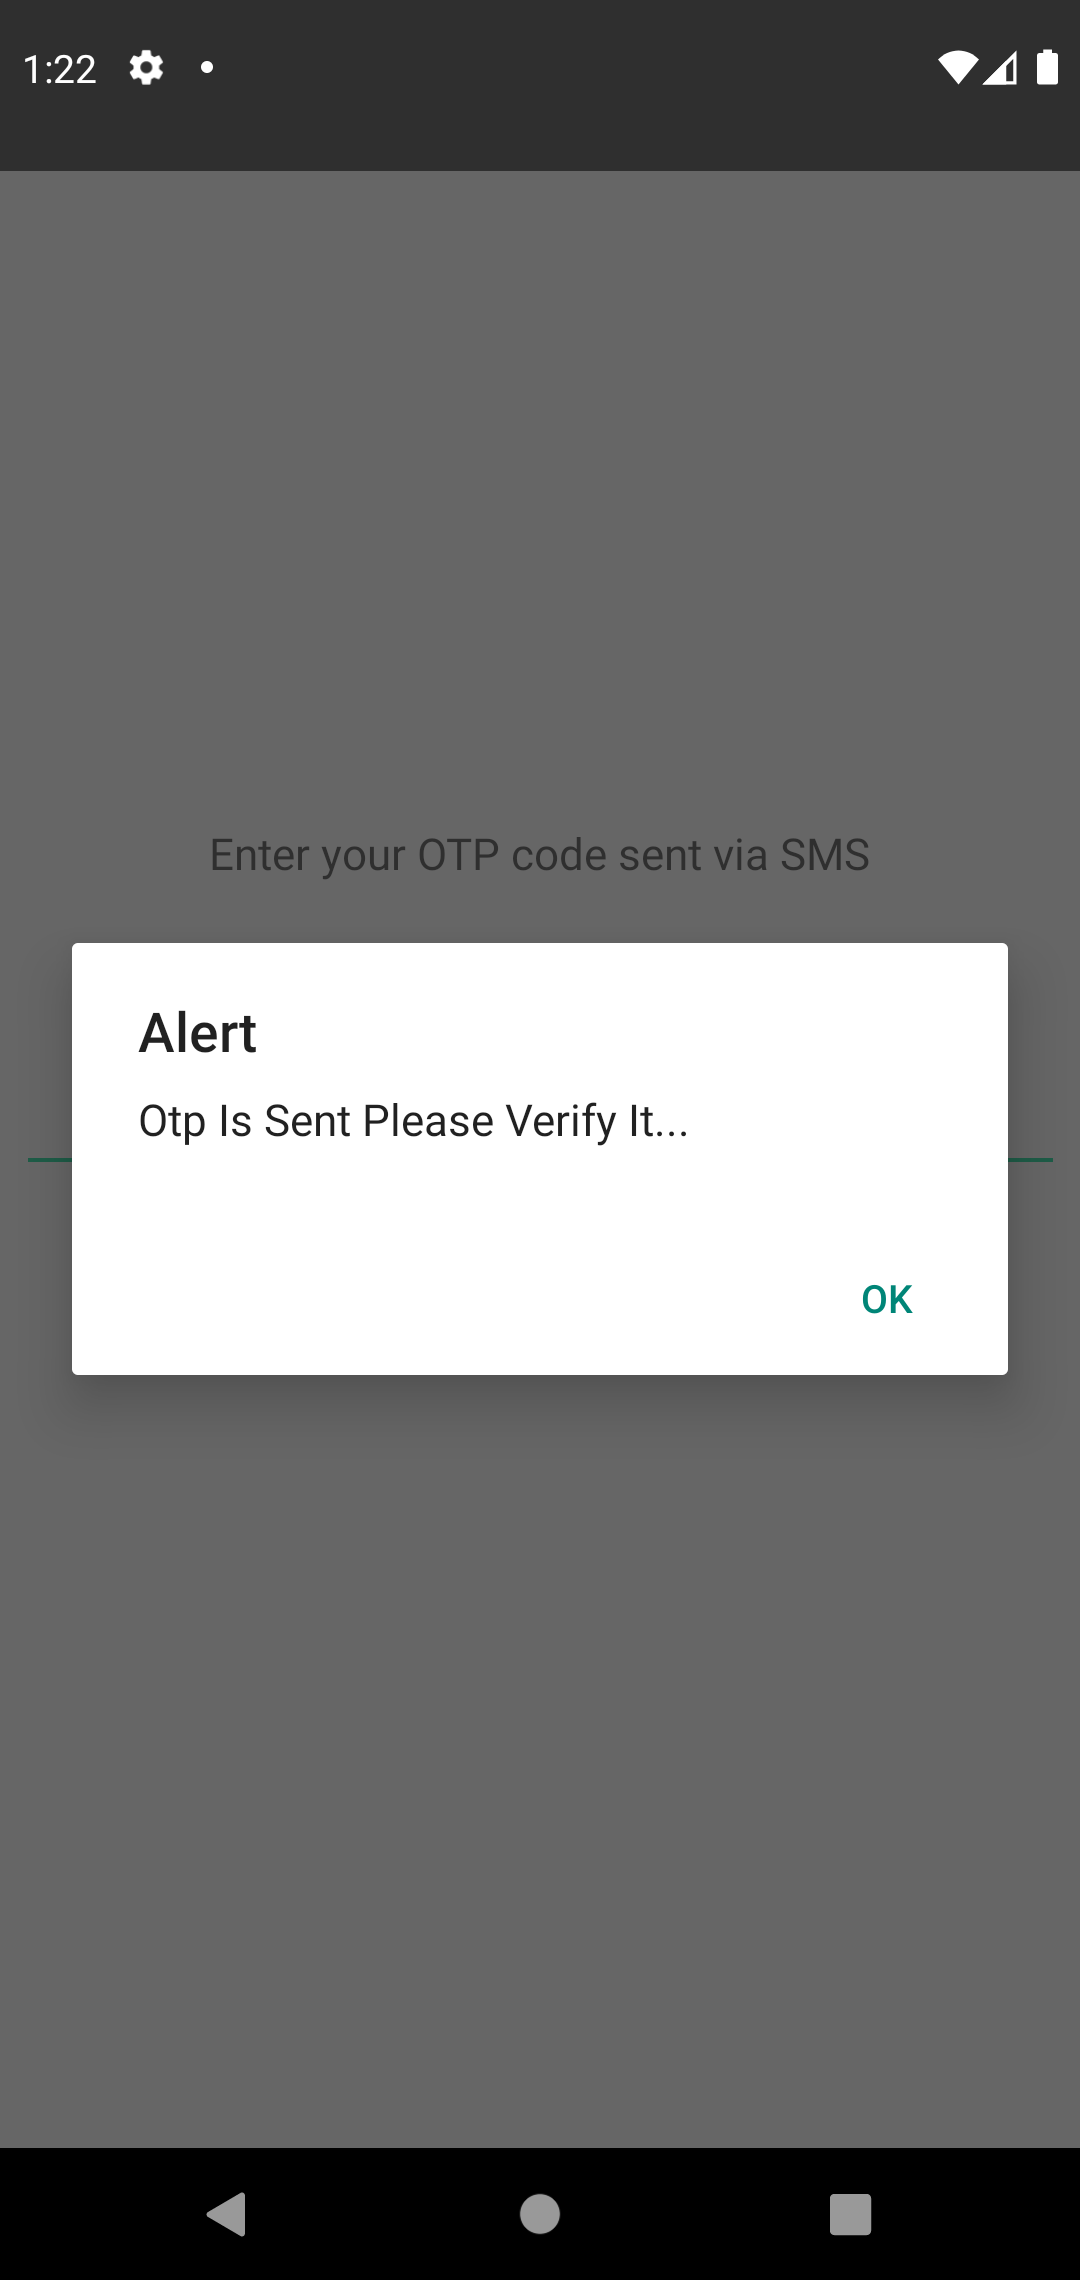 1:22
Enter your OTP code sent via SMS
Alert
Otp Is Sent Please Verify It...
OK